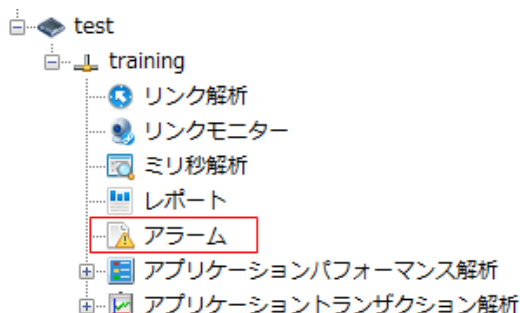 test
training
リンク解析
リンクモニター
ミリ秒解析
レポート
アラーム
アプリケーションパフォーマンス解析
アプリケーショントランザクション解析